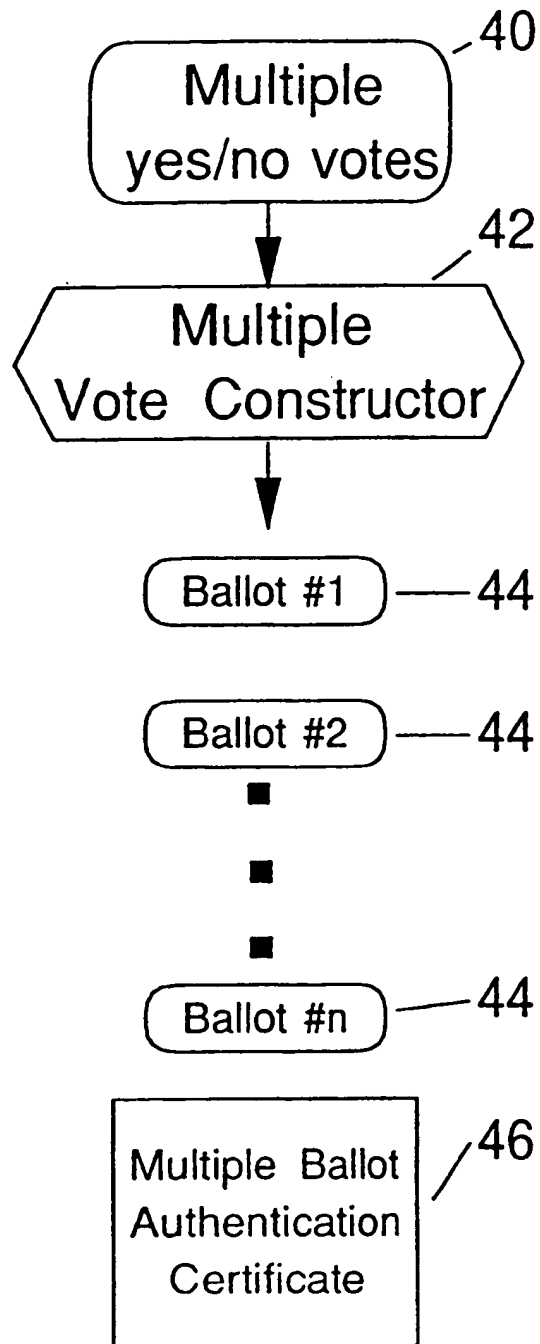 40
Multiple
yes/no votes
42
Multiple
Vote Constructor
Ballot #1
44
Ballot #2
44
Ballot #n
44
46
Multiple Ballot
Authentication
Certificate